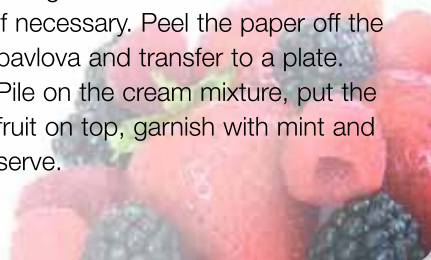 f necessary. Peel the paper off the
pavlova and transfer to a plate.
Pile on the cream mixture, put the
fruit on top, garnish with mint and
serve.